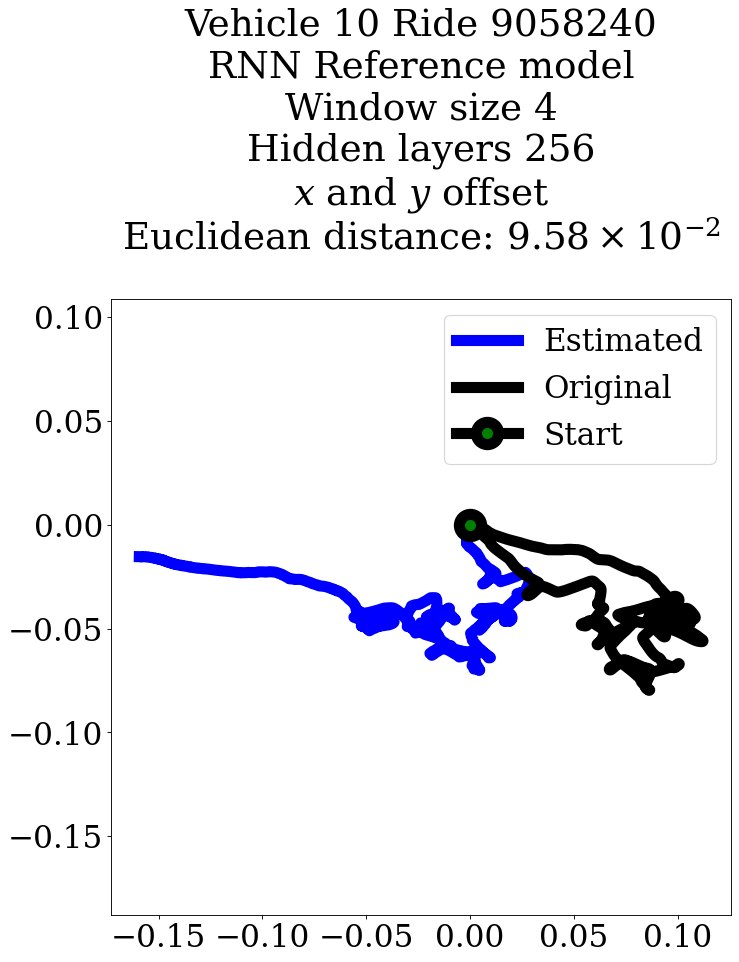 Vehicle 10 Ride 9058240
RNN Reference model
Window size 4
Hidden layers 256
x and y offset
Euclidean distance: 9.58 × 10⁻²
Estimated
Original
Start
0.10
0.05
0.00
−0.05
−0.10
−0.15
−0.15 −0.10 −0.05 0.00 0.05 0.10